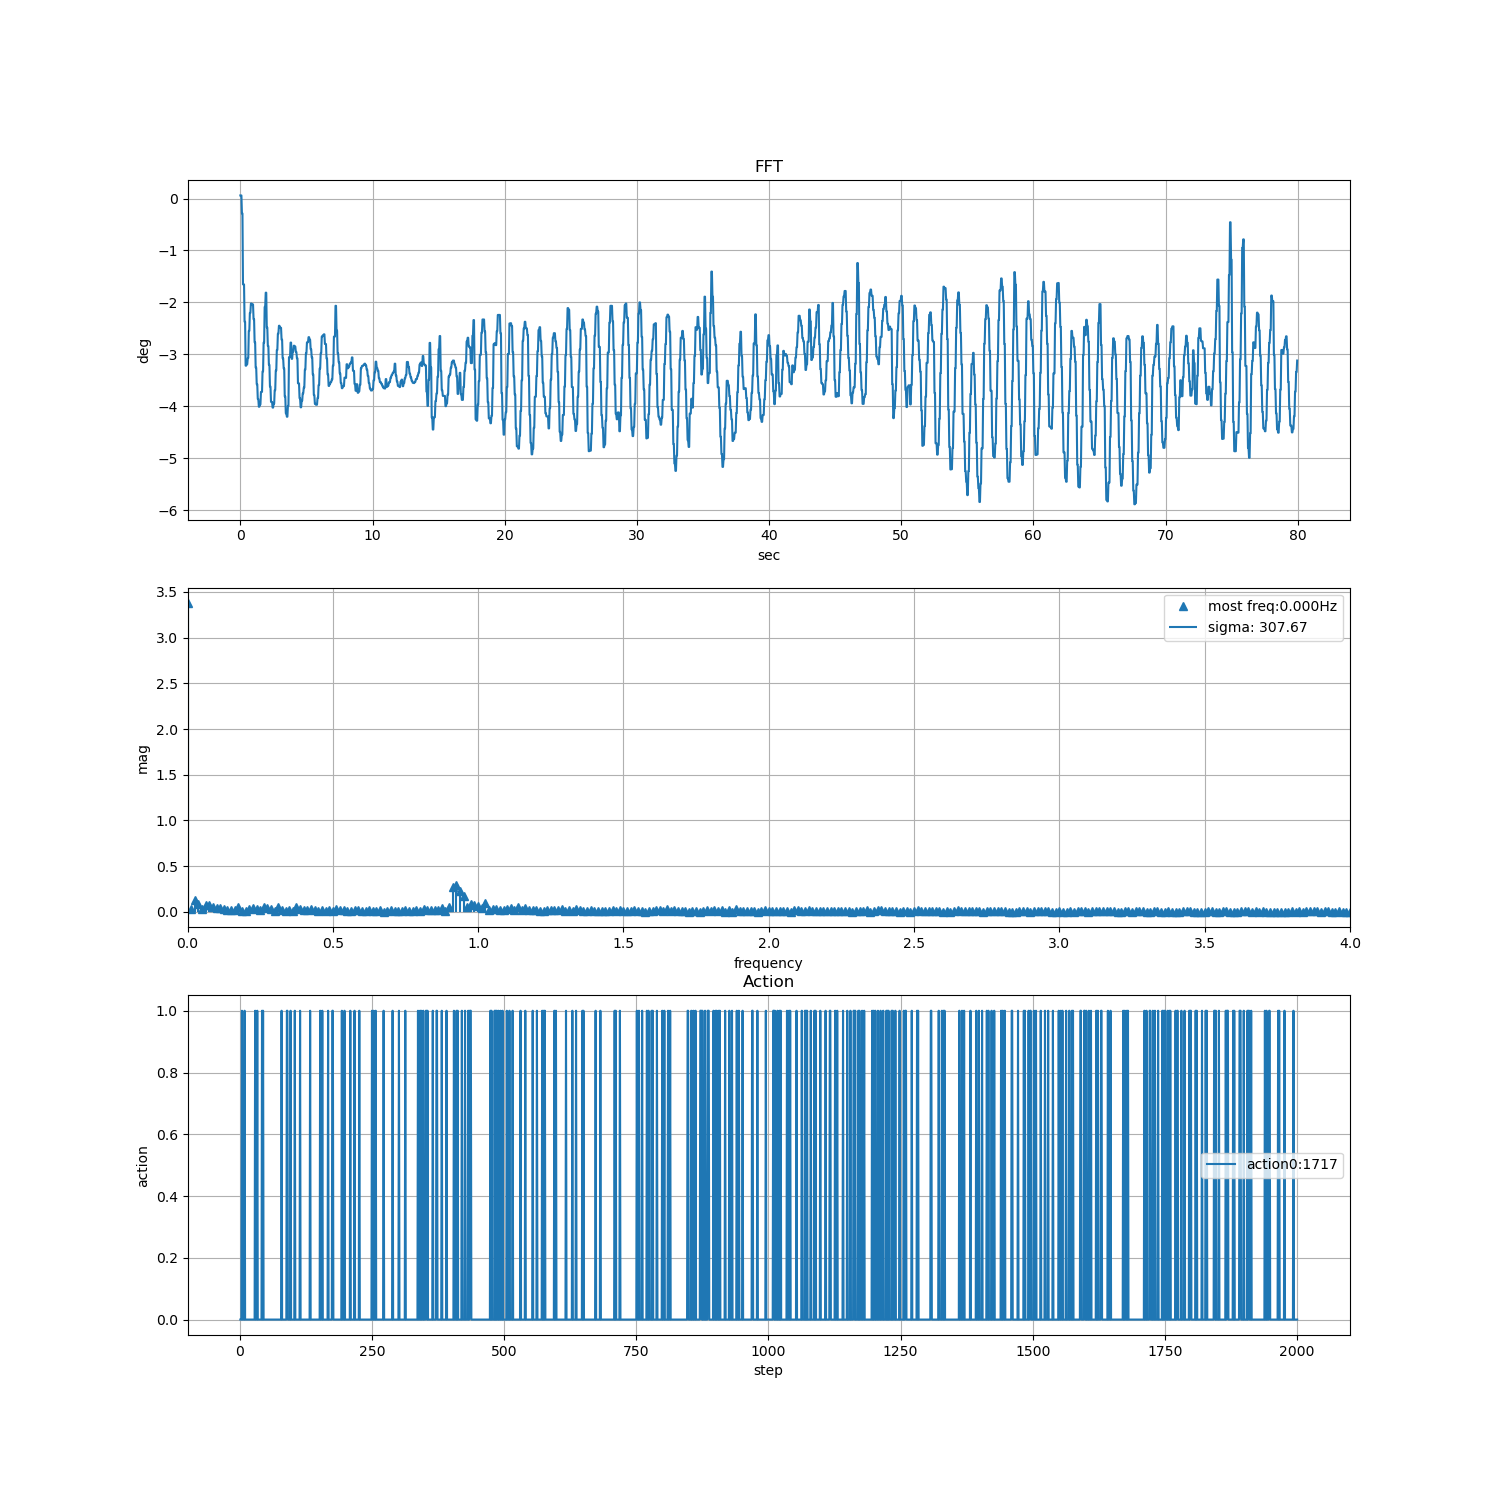 FFT
0
−1
−2
−3
−4
−5
−6
deg
0 10 20 30 40 50 60 70 80
sec
3.5
3.0
2.5
2.0
1.5
1.0
0.5
0.0
mag
most freq:0.000Hz
sigma: 307.67
0.0 0.5 1.0 1.5 2.0 2.5 3.0 3.5 4.0
frequency
Action
1.0
0.8
0.6
0.4
0.2
0.0
action
action0:1717
0 250 500 750 1000 1250 1500 1750 2000
step